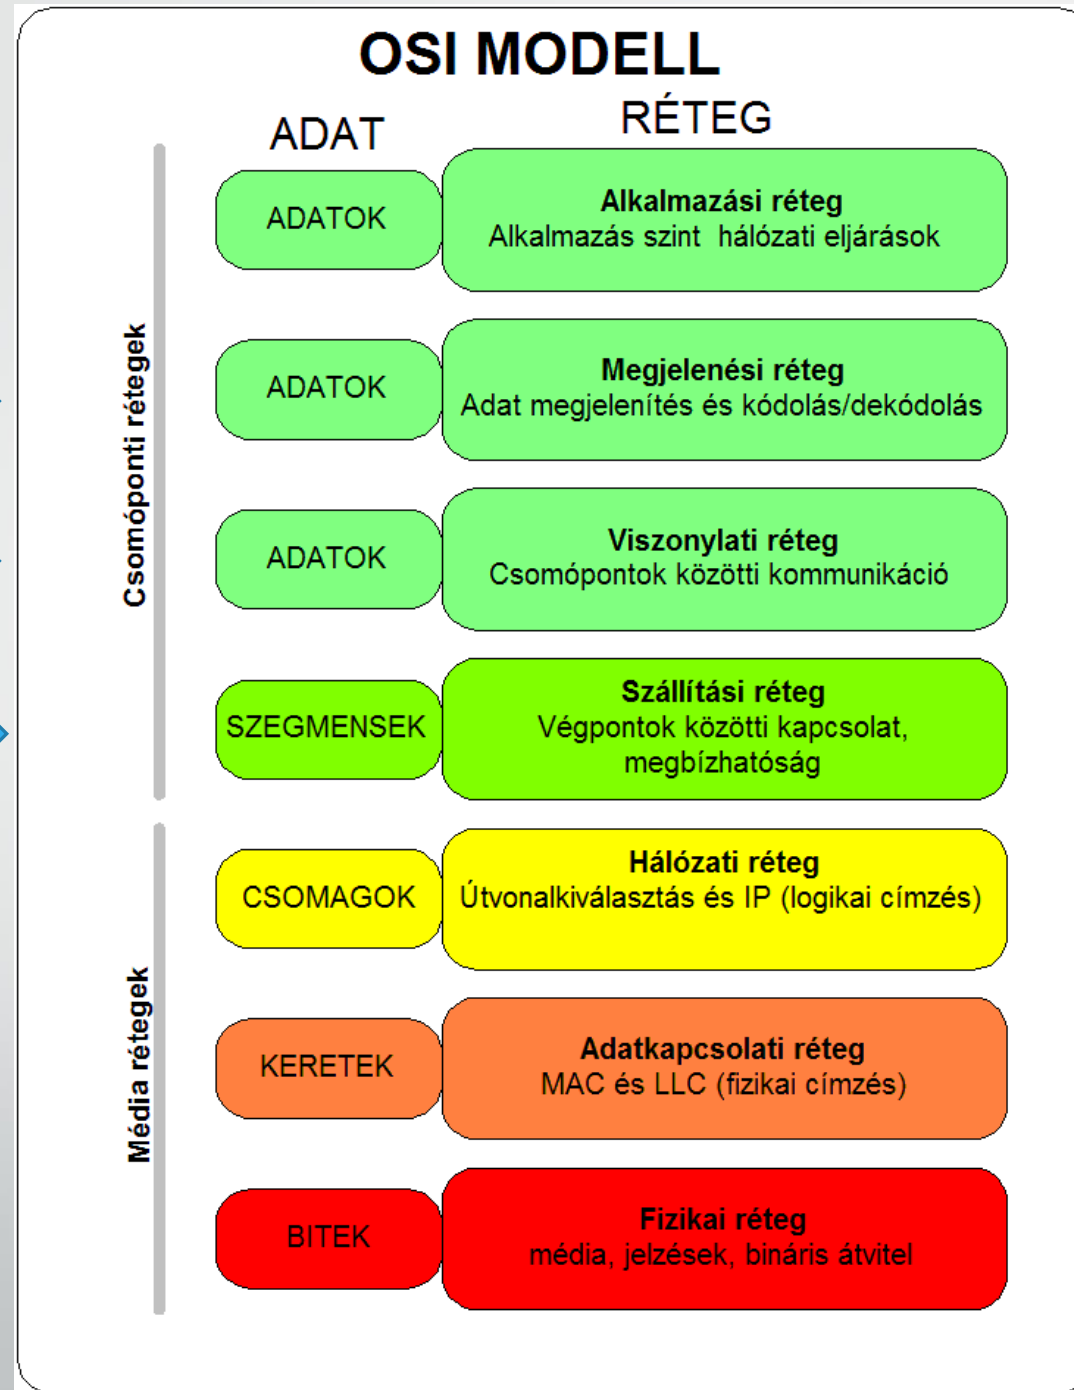 OSI MODELL
ADAT
RÉTEG
Csomóponti rétegek
ADATOK
Alkalmazási réteg
Alkalmazás szint hálózati eljárások
ADATOK
Megjelenési réteg
Adat megjelenítés és kódolás/dekódolás
ADATOK
Viszonylati réteg
Csomópontok közötti kommunikáció
SZEGMENSEK
Szállítási réteg
Végpontok közötti kapcsolat,
megbízhatóság
Média rétegek
CSOMAGOK
Hálózati réteg
Útvonalkiválasztás és IP (logikai címzés)
KERETEK
Adatkapcsolati réteg
MAC és LLC (fizikai címzés)
BITEK
Fizikai réteg
média, jelzések, bináris átvitel